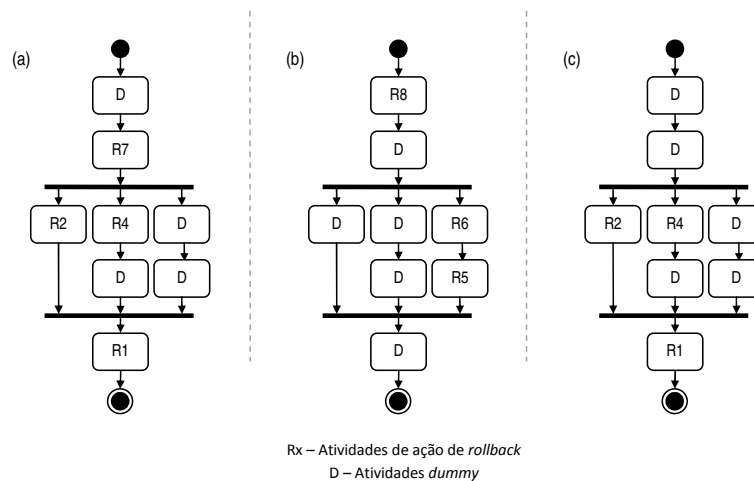 (a)
D
R7
R2 R4 D
D D
R1
(b)
R8
D
D D R6
D R5
D
(c)
D
D
R2 R4 D
D D
R1
Rx – Atividades de ação de rollback
D – Atividades dummy